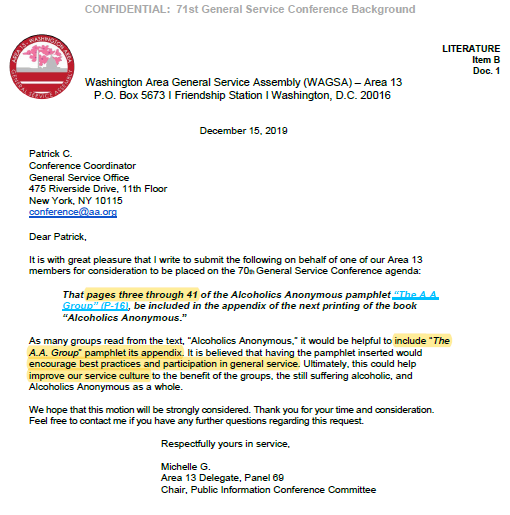 CONFIDENTIAL: 71st General Service Conference Background
LITERATURE
Item B
Doc. 1
Washington Area General Service Assembly (WAGSA) – Area 13
P.O. Box 5673 I Friendship Station I Washington, D.C. 20016
December 15, 2019
Patrick C.
Conference Coordinator
General Service Office
475 Riverside Drive, 11th Floor
New York, NY 10115
conference@aa.org
Dear Patrick,
It is with great pleasure that I write to submit the following on behalf of one of our Area 13
members for consideration to be placed on the 70th General Service Conference agenda:
That pages three through 41 of the Alcoholics Anonymous pamphlet “The A.A.
Group” (P-16), be included in the appendix of the next printing of the book
“Alcoholics Anonymous.”
As many groups read from the text, “Alcoholics Anonymous,” it would be helpful to include “The
A.A. Group” pamphlet its appendix. It is believed that having the pamphlet inserted would
encourage best practices and participation in general service. Ultimately, this could help
improve our service culture to the benefit of the groups, the still suffering alcoholic, and
Alcoholics Anonymous as a whole.
We hope that this motion will be strongly considered. Thank you for your time and consideration.
Feel free to contact me if you have any further questions regarding this request.
Respectfully yours in service,
Michelle G.
Area 13 Delegate, Panel 69
Chair, Public Information Conference Committee